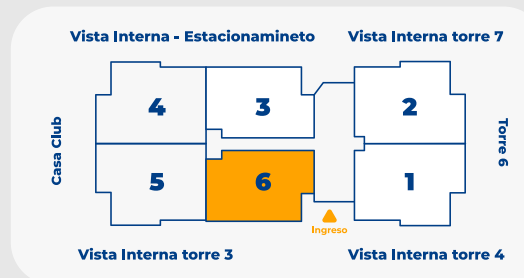 Vista Interna - Estacionamineto
Vista Interna torre 7
Casa Club
4
3
2
Torre 6
5
6
1
Ingreso
Vista Interna torre 3
Vista Interna torre 4